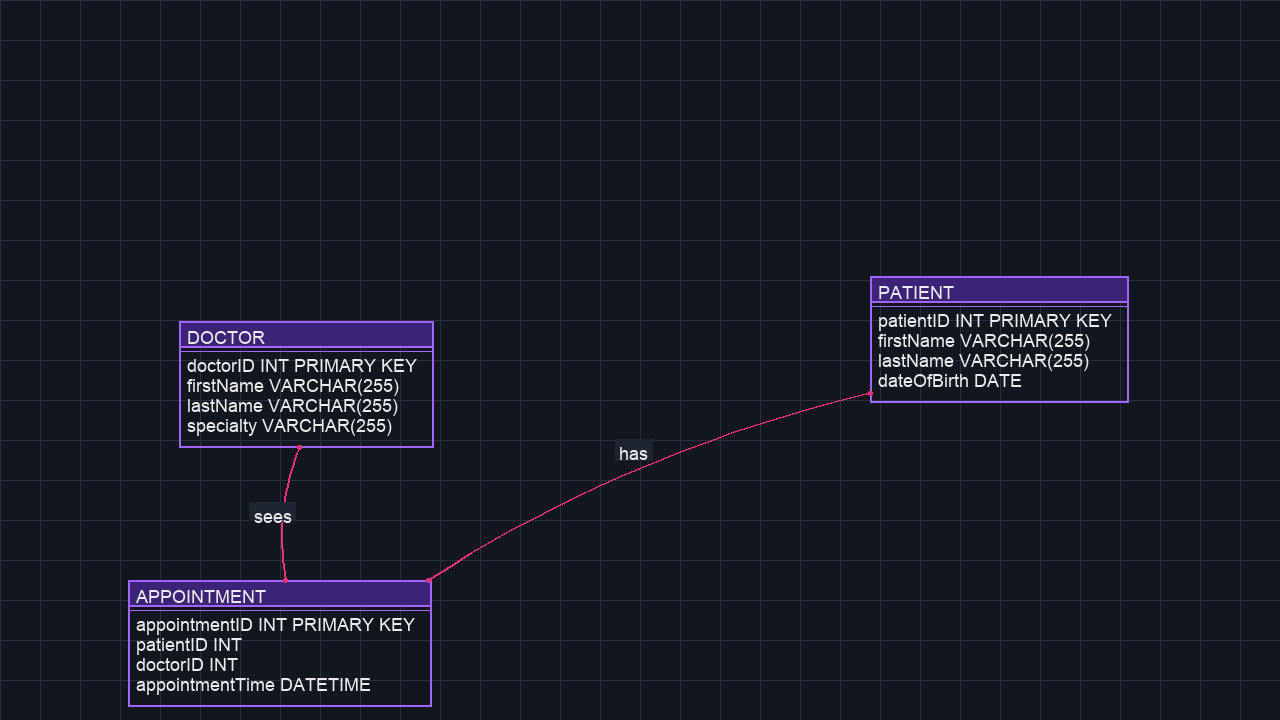 PATIENT
patientID INT PRIMARY KEY
firstName VARCHAR(255)
lastName VARCHAR(255)
dateOfBirth DATE
DOCTOR
doctorID INT PRIMARY KEY
firstName VARCHAR(255)
lastName VARCHAR(255)
specialty VARCHAR(255)
has
sees
APPOINTMENT
appointmentID INT PRIMARY KEY
patientID INT
doctorID INT
appointmentTime DATETIME